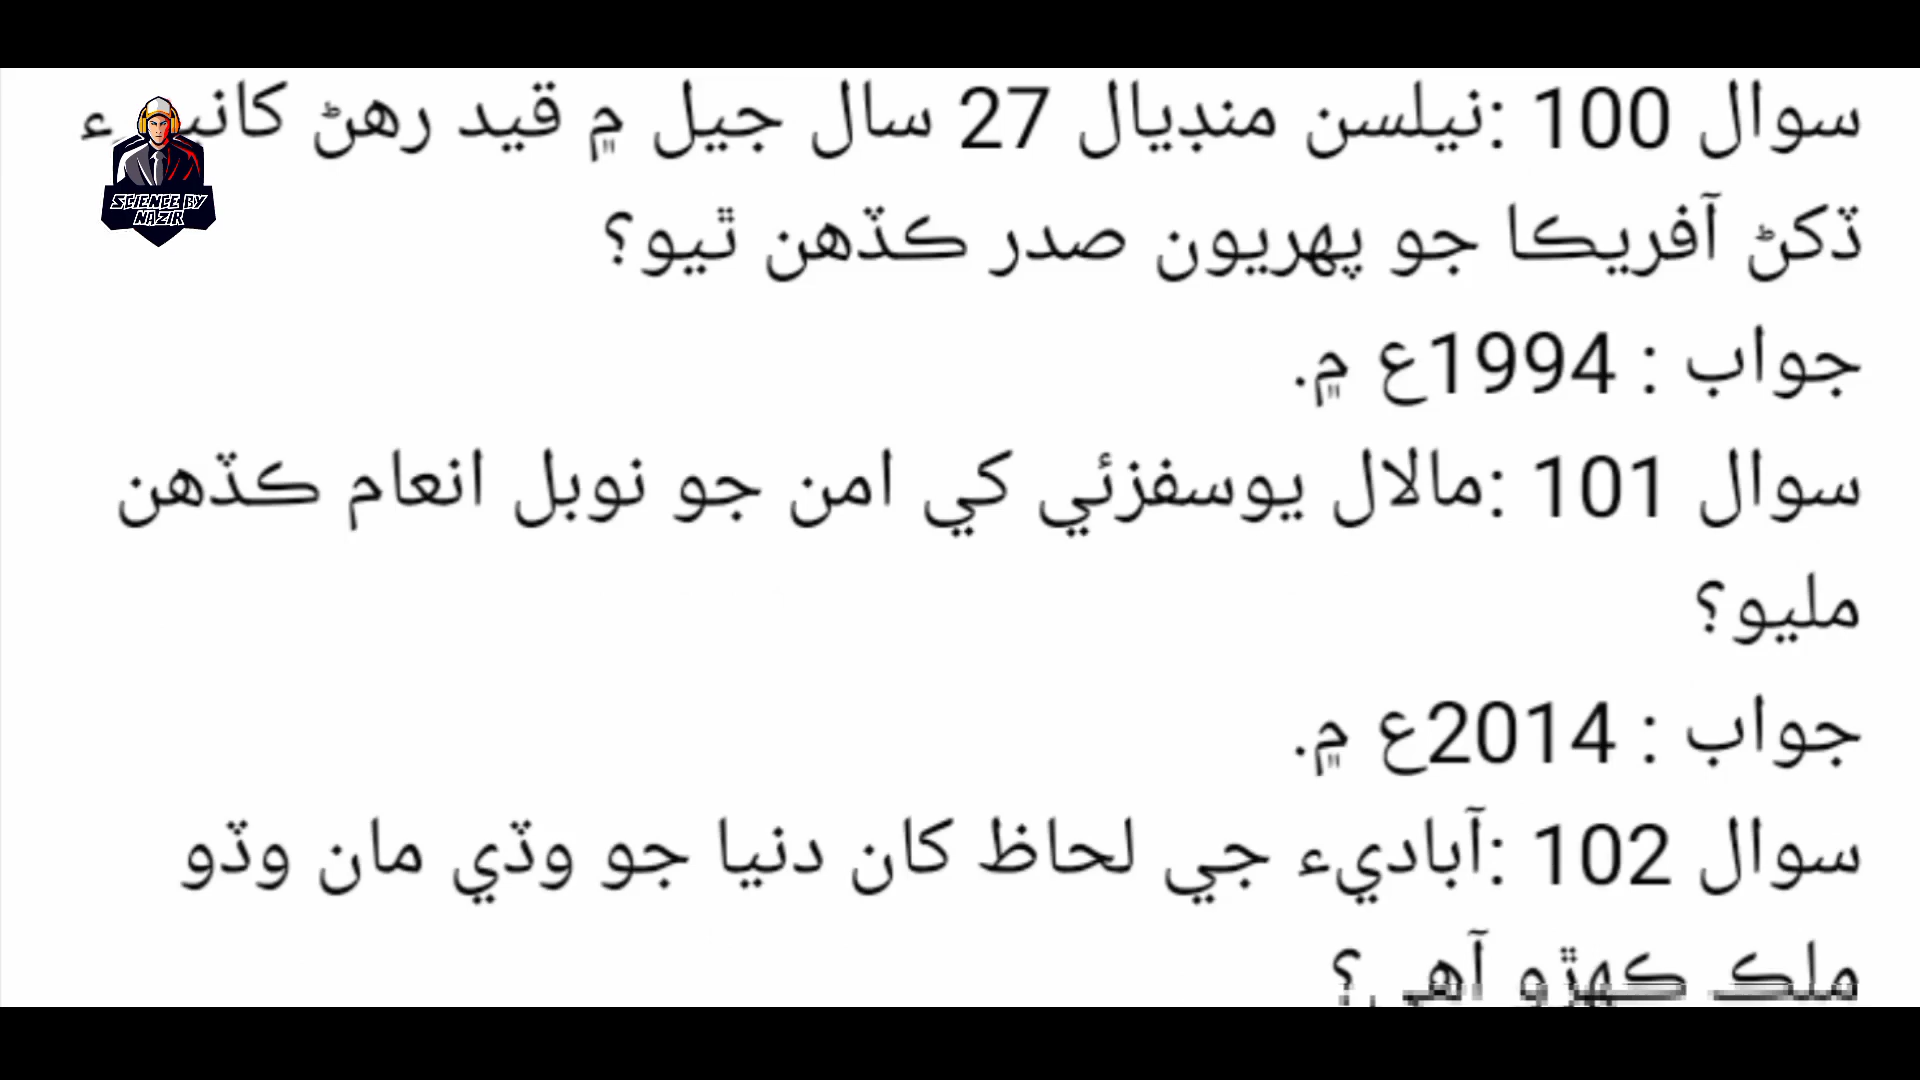 سوال 100 :نيلسن منڊيال 27 سال جيل ۾ قيد رهڻ ء
ڏکڻ آفريڪا جو پهريون صدر ڪڏهن ٿيو؟
جواب : 1994ع ۾.
سوال 101 :مالال يوسفزئي کي امن جو نوبل انعام ڪڏهن
مليو؟
جواب : 2014ع ۾.
سوال 102 :آباديء جي لحاظ کان دنيا جو وڏي مان وڏو
ملڪ ڪهڙو آهي؟
SCIENCE BY
NAZIR